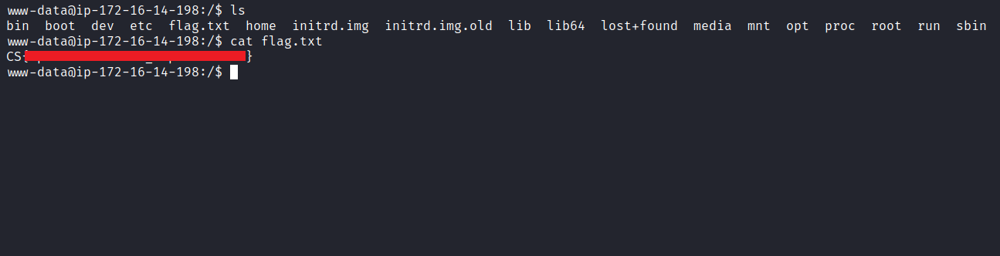 www-data@ip-172-16-14-198:/$ ls
bin boot dev etc flag.txt home initrd.img initrd.img.old lib lib64 lost+found media mnt opt proc root run sbin
www-data@ip-172-16-14-198:/$ cat flag.txt
CS{ }
www-data@ip-172-16-14-198:/$